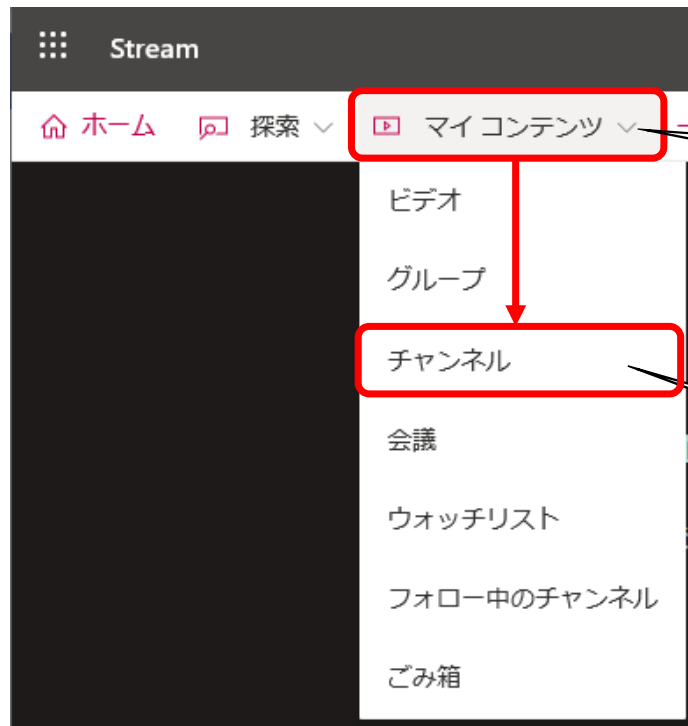 Stream
ホーム 探索 マイ コンテンツ
ビデオ
グループ
チャンネル
会議
ウォッチリスト
フォロー中のチャンネル
ごみ箱